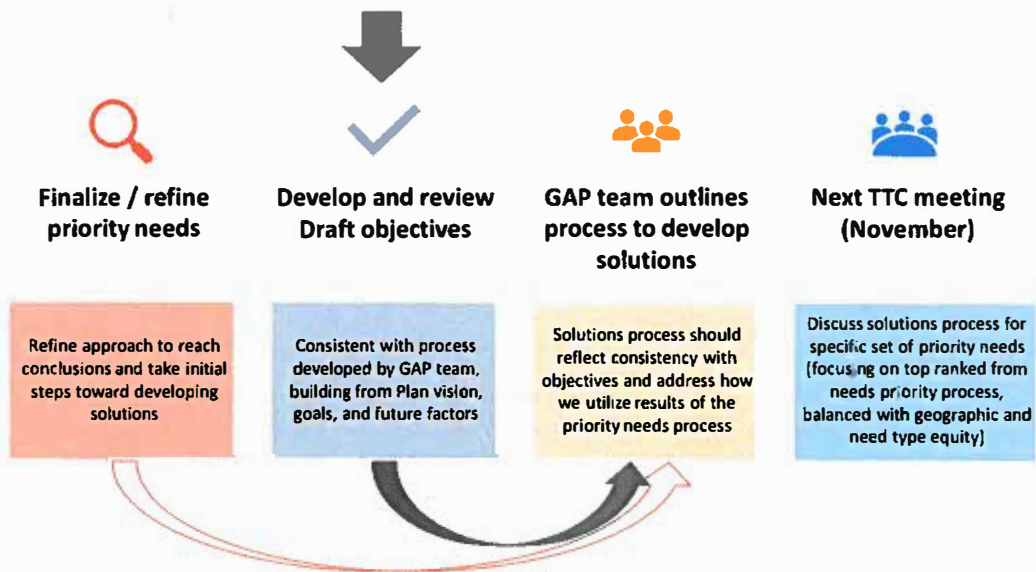 Finalize / refine
priority needs
Develop and review
Draft objectives
GAP team outlines
process to develop
solutions
Next TTC meeting
(November)
Refine approach to reach
conclusions and take initial
steps toward developing
solutions
Consistent with process
developed by GAP team,
building from Plan vision,
goals, and future factors
Solutions process should
reflect consistency with
objectives and address how
we utilize results of the
priority needs process
Discuss solutions process for
specific set of priority needs
(focusing on top ranked from
needs priority process,
balanced with geographic and
need type equity)